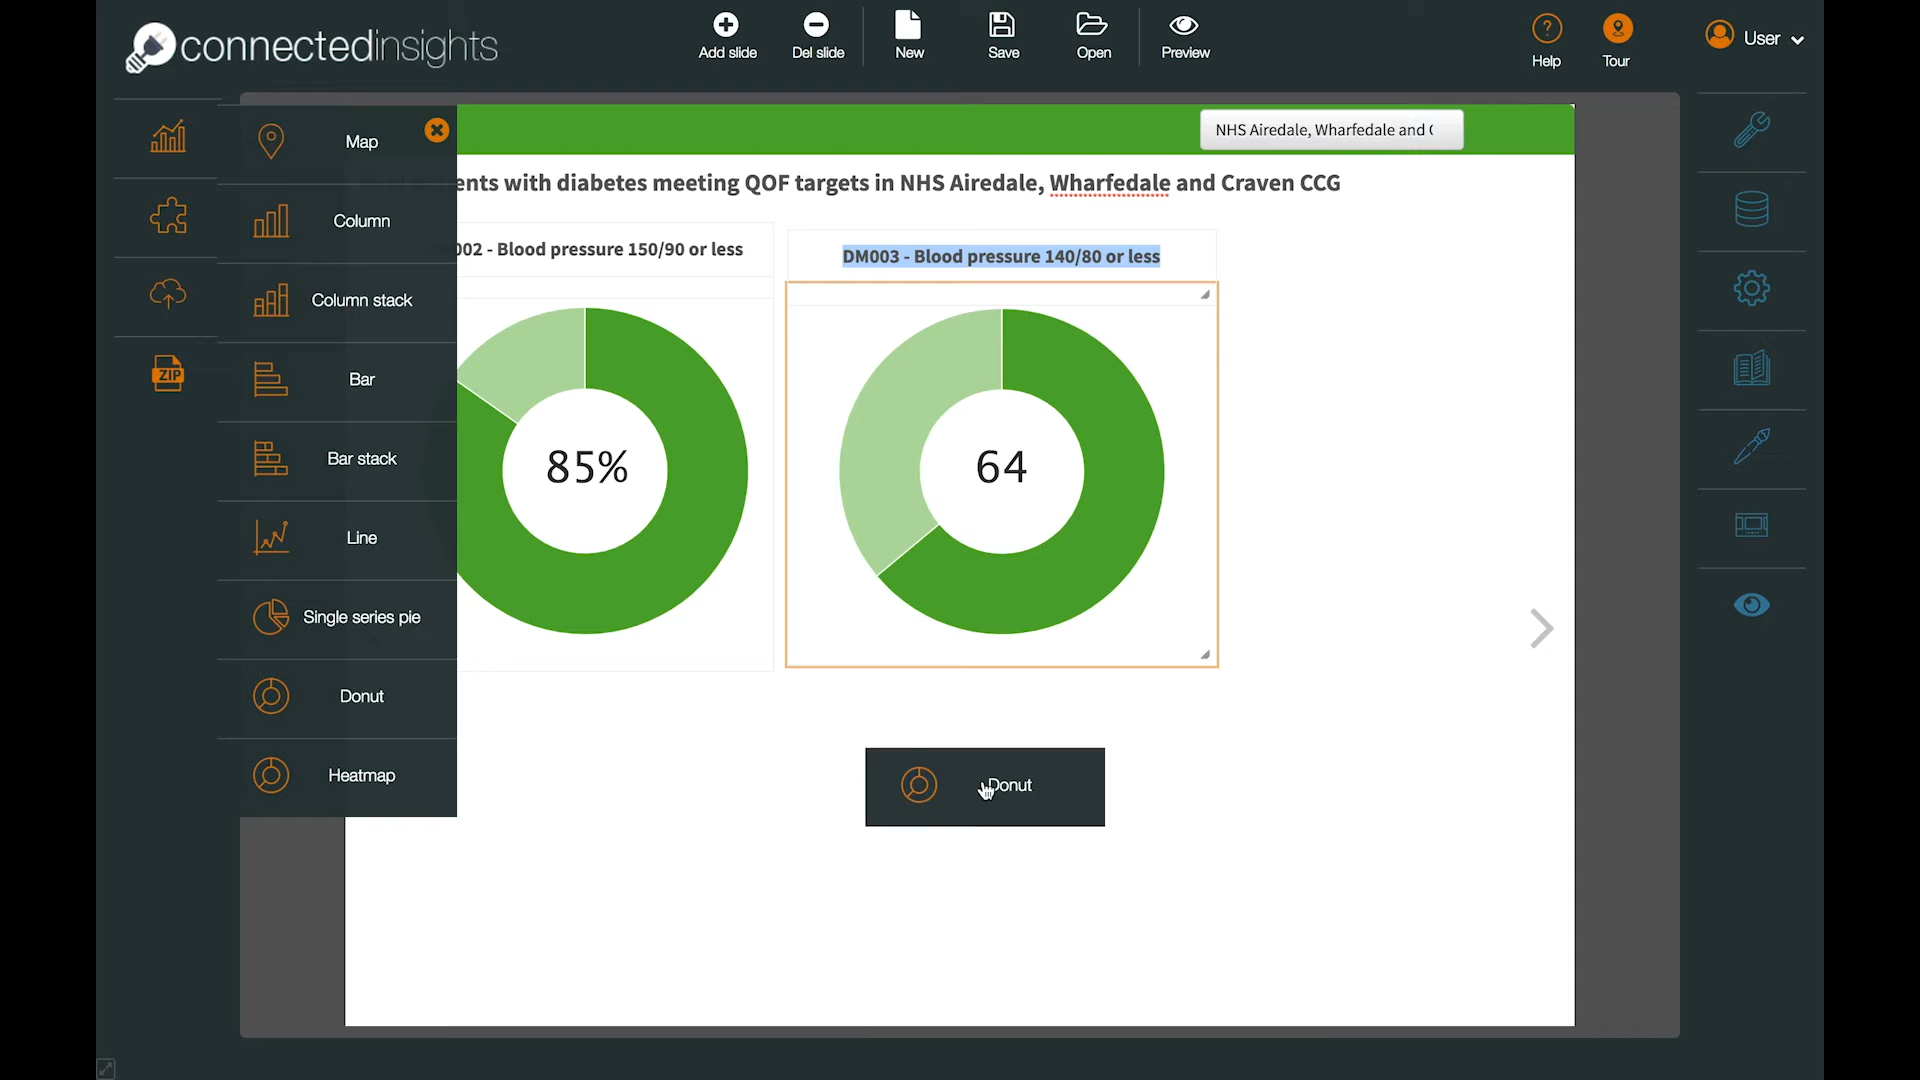 connectedinsights
Add slide
Del slide
New
Save
Open
Preview
Help
Tour
User
Map
Column
Column stack
Bar
Bar stack
Line
Single series pie
Donut
Heatmap
ZIP
NHS Airedale, Wharfedale and
ents with diabetes meeting QOF targets in NHS Airedale, Wharfedale and Craven CCG
002 - Blood pressure 150/90 or less
DM003 - Blood pressure 140/80 or less
85%
64
Donut